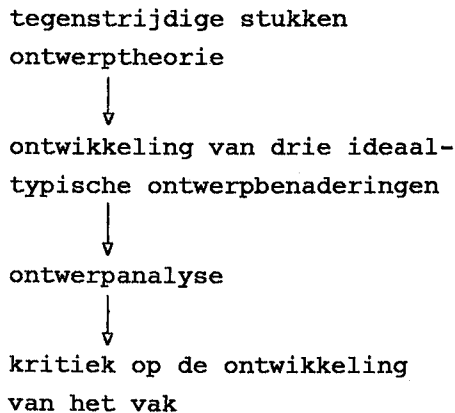 tegenstrijdige stukken
ontwerptheorie
ontwikkeling van drie ideaal-
typische ontwerpbenaderingen
ontwerpanalyse
kritiek op de ontwikkeling
van het vak